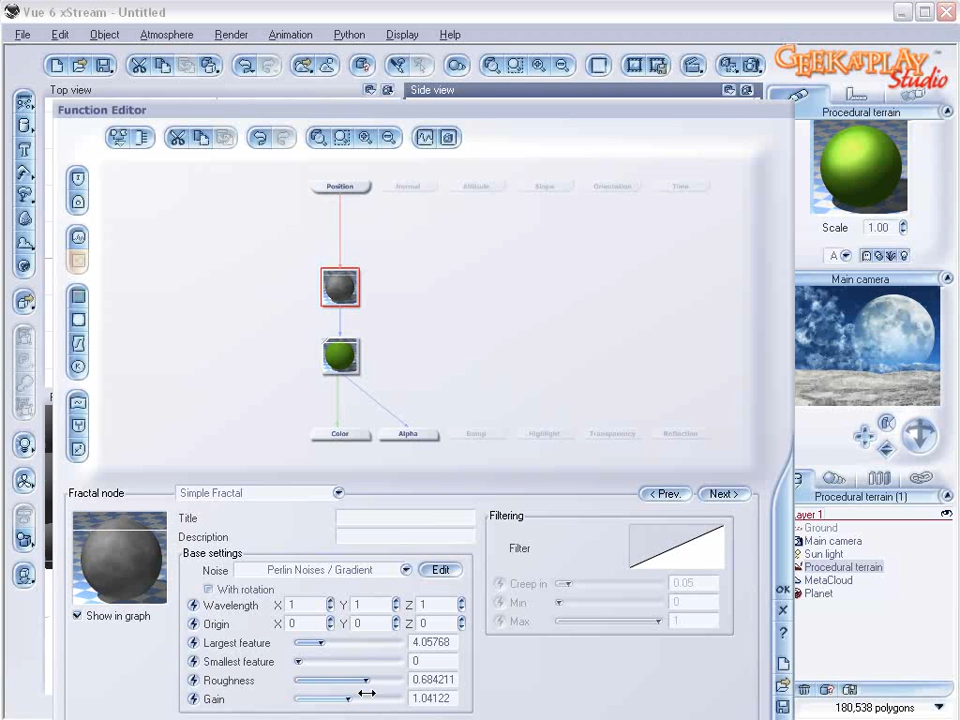 Vue 6 xStream - Untitled
File Edit Object Atmosphere Render Animation Python Display Help
GEEKATPLAY
Studio
Top view
Side view
Function Editor
Procedural terrain
Scale 1.00
A
Main camera
Position Normal Altitude Slope Orientation Time
Color Alpha Bump Highlight Transparency Reflection
Fractal node
Simple Fractal
< Prev.
Next >
Title
Description
Filtering
Filter
Base settings
Noise Perlin Noises / Gradient Edit
With rotation
Wavelength X 1 Y 1 Z 1
Origin X 0 Y 0 Z 0
Largest feature 4.05768
Smallest feature 0
Roughness 0.684211
Gain 1.04122
Show in graph
Creep in 0.05
Min 0
Max 1
OK
?
Procedural terrain (1)
ayer 1
Ground
Main camera
Sun light
Procedural terrain
MetaCloud
Planet
180,538 polygons